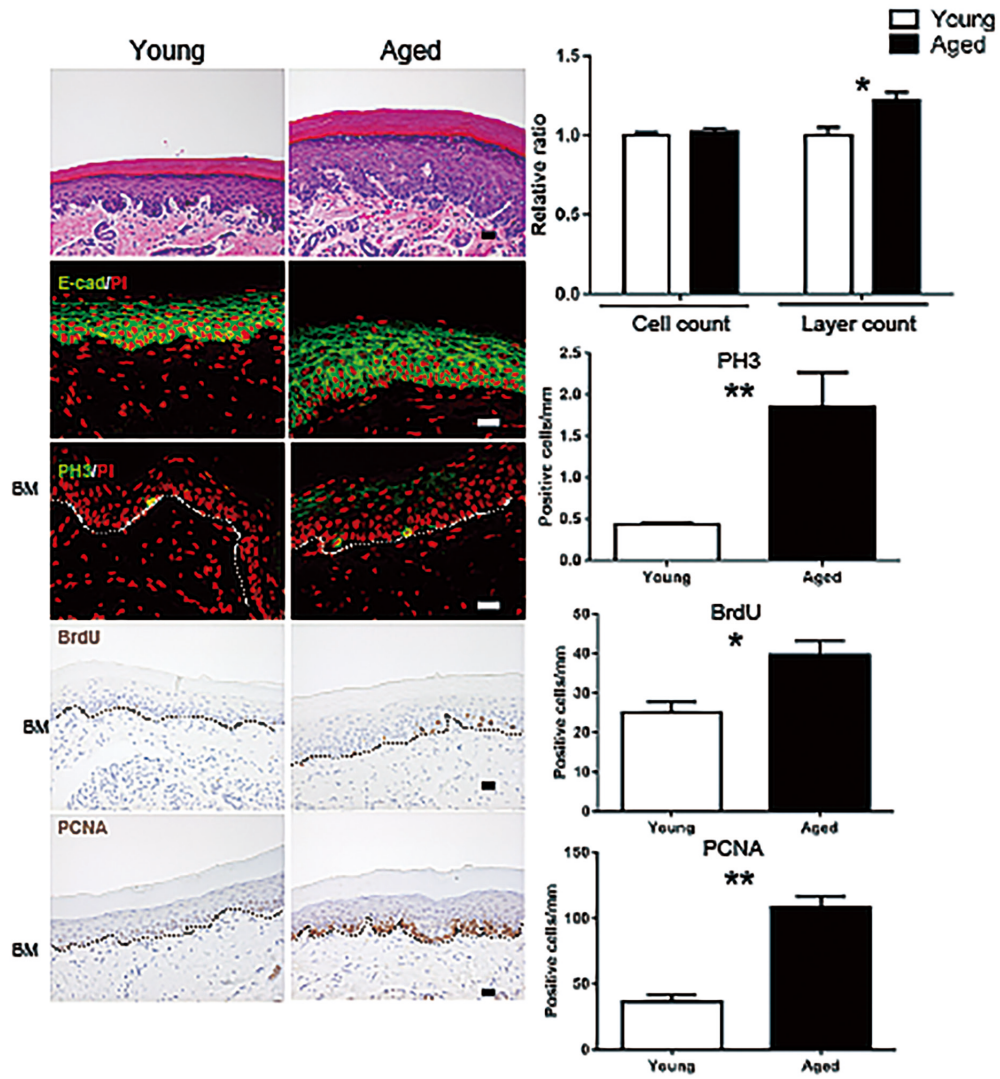 Young Aged
Young
Aged
E-cad/PI
PH3/PI
BM
BrdU
BM
PCNA
BM
Relative ratio
1.5
*
1.0
0.5
0.0
Cell count Layer count
PH3
**
Positive cells/mm
2.5
2.0
1.5
1.0
0.5
0.0
Young Aged
BrdU
*
Positive cells/mm
50
40
30
20
10
0
Young Aged
PCNA
**
Positive cells/mm
150
100
50
0
Young Aged